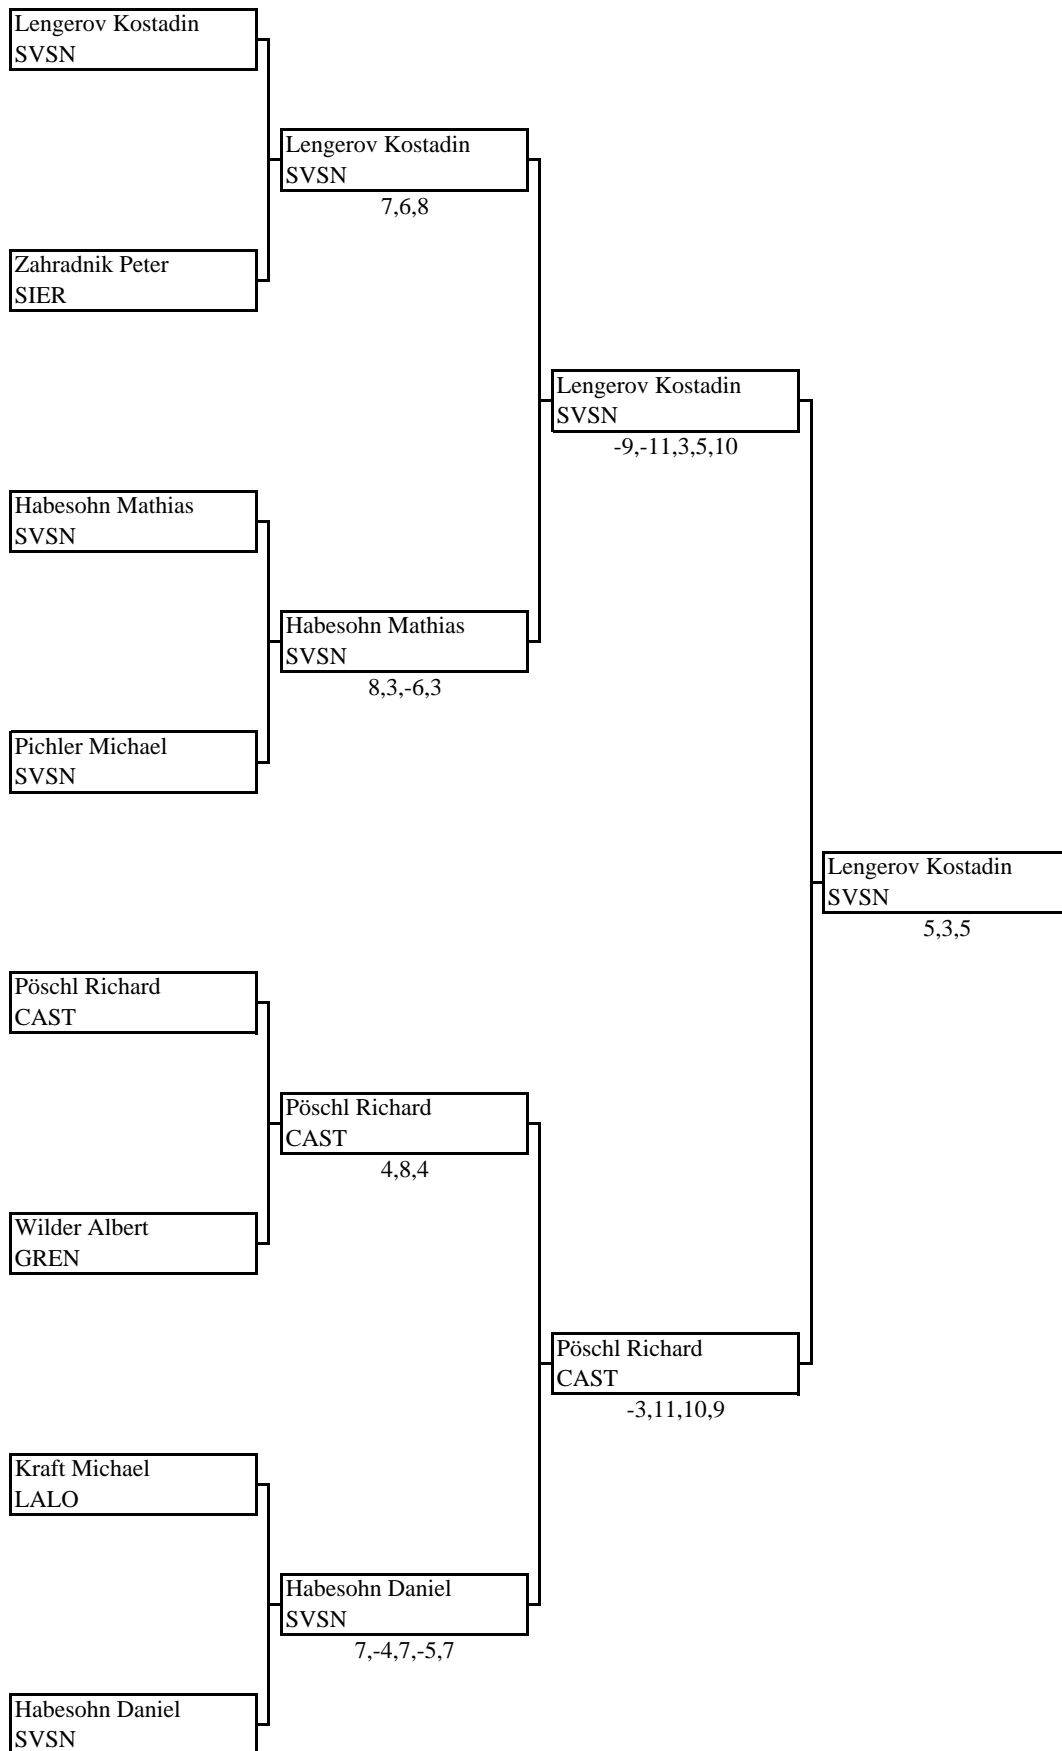 Lengerov Kostadin
SVSN
Lengerov Kostadin
SVSN
7,6,8
Zahradnik Peter
SIER
Lengerov Kostadin
SVSN
-9,-11,3,5,10
Habesohn Mathias
SVSN
Habesohn Mathias
SVSN
8,3,-6,3
Pichler Michael
SVSN
Lengerov Kostadin
SVSN
5,3,5
Pöschl Richard
CAST
Pöschl Richard
CAST
4,8,4
Wilder Albert
GREN
Pöschl Richard
CAST
-3,11,10,9
Kraft Michael
LALO
Habesohn Daniel
SVSN
7,-4,7,-5,7
Habesohn Daniel
SVSN